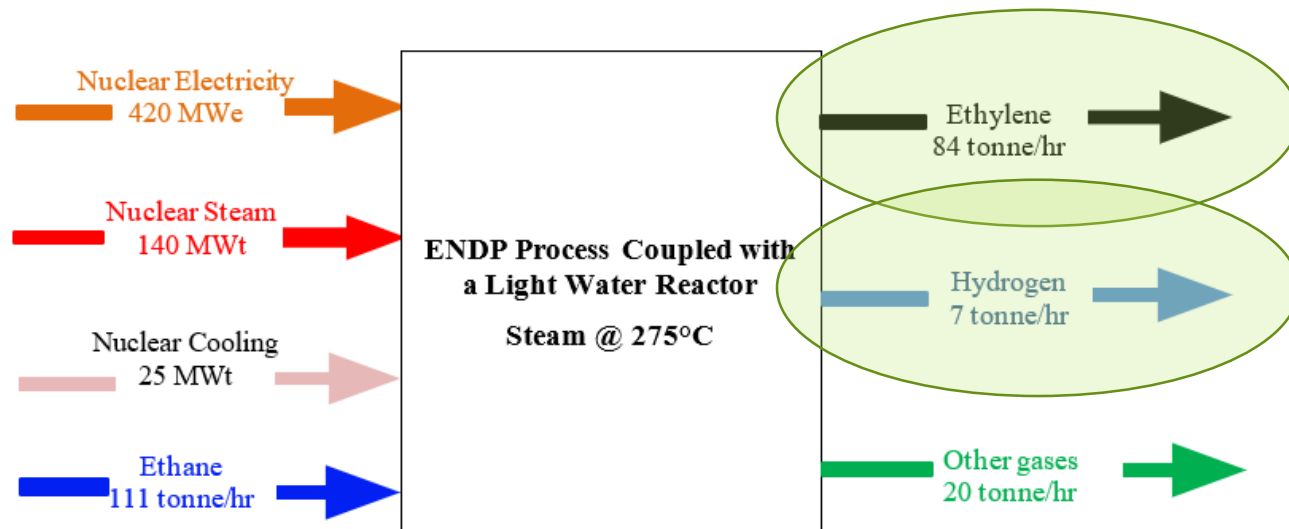 Nuclear Electricity
420 MWe
Nuclear Steam
140 MWt
Nuclear Cooling
25 MWt
Ethane
111 tonne/hr
ENDP Process Coupled with
a Light Water Reactor
Steam @ 275°C
Ethylene
84 tonne/hr
Hydrogen
7 tonne/hr
Other gases
20 tonne/hr